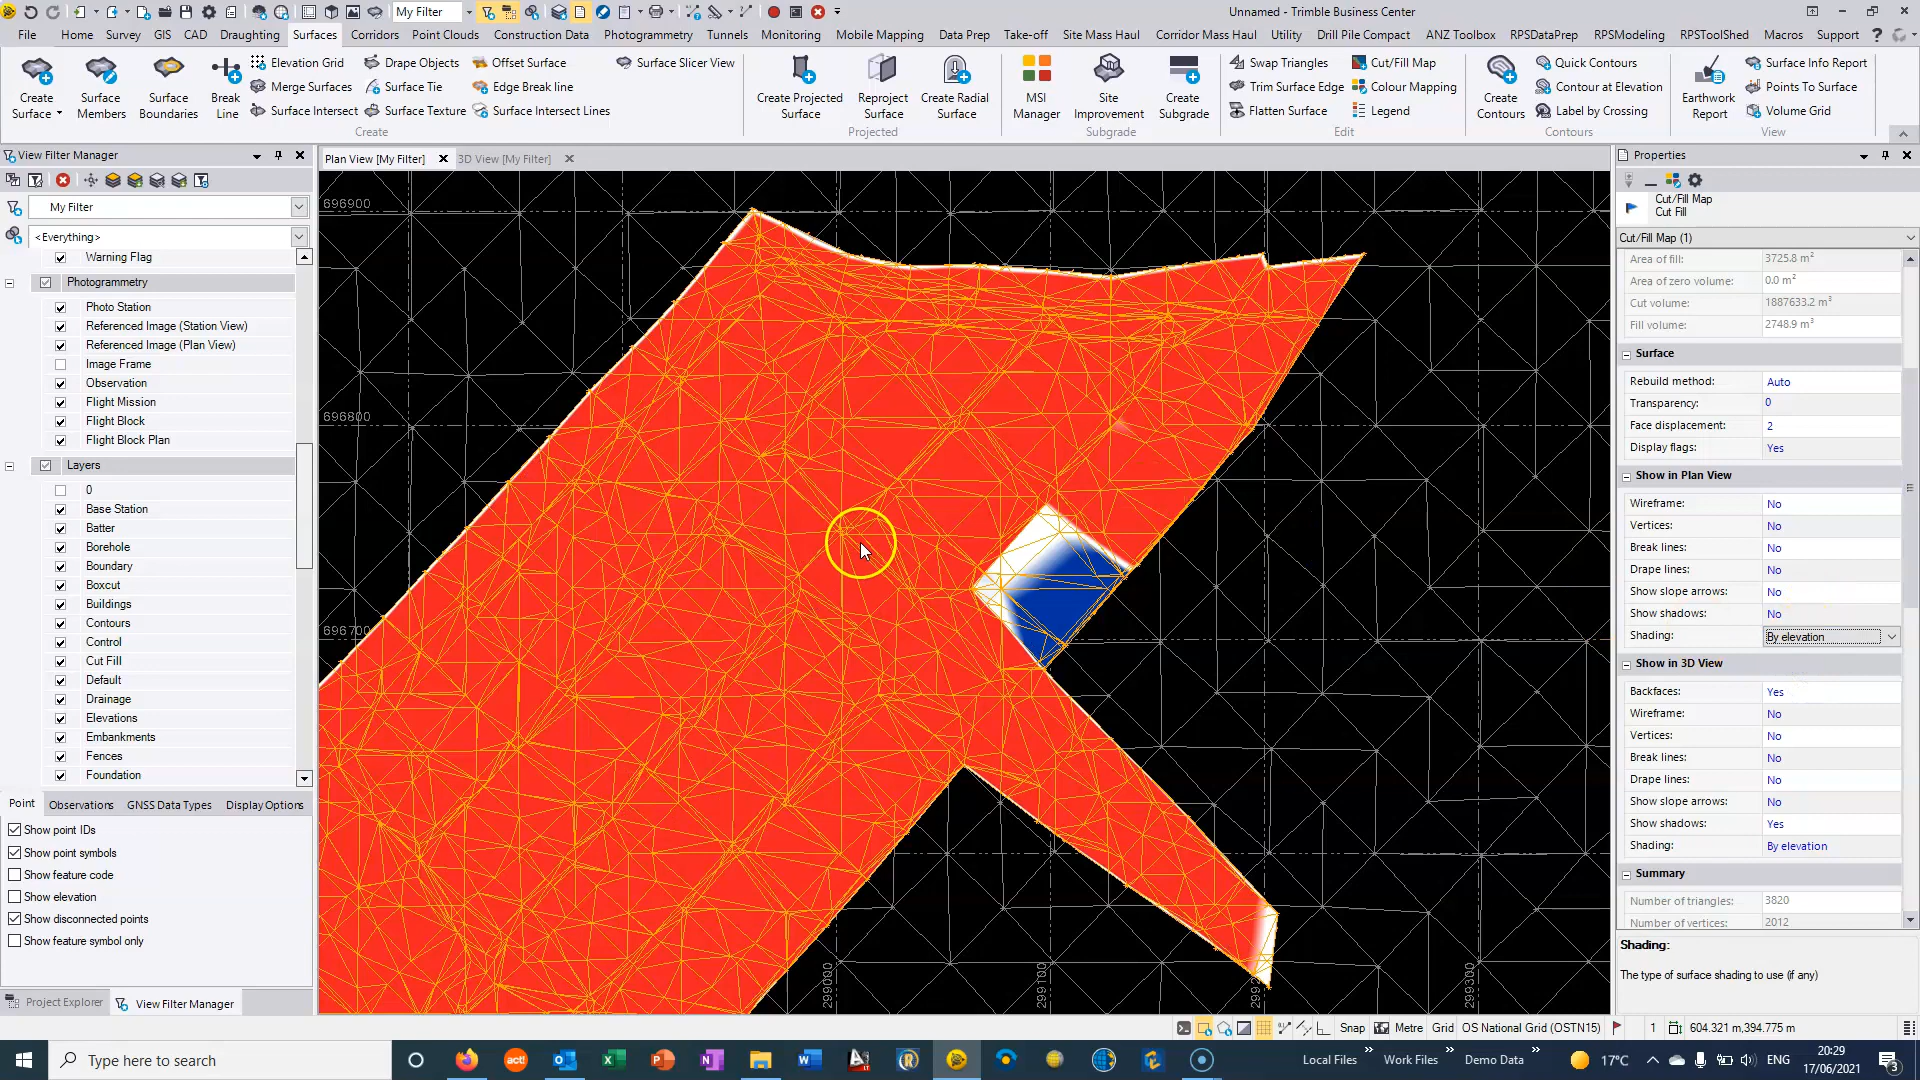 My Filter
Unnamed - Trimble Business Center
File Home Survey GIS CAD Draughting Surfaces Corridors Point Clouds Construction Data Photogrammetry Tunnels Monitoring Mobile Mapping Data Prep Take-off Site Mass Haul Corridor Mass Haul Utility Drill Pile Compact ANZ Toolbox RPSDataPrep RPSModeling RPSToolShed Macros Support
Create Surface
Surface Members
Surface Boundaries
Break Line
Elevation Grid
Merge Surfaces
Surface Intersect
Drape Objects
Surface Tie
Surface Texture
Offset Surface
Edge Break line
Surface Intersect Lines
Surface Slicer View
Create
Create Projected Surface
Reproject Surface
Create Radial Surface
Projected
MSI Manager
Site Improvement
Create Subgrade
Subgrade
Swap Triangles
Trim Surface Edge
Flatten Surface
Cut/Fill Map
Colour Mapping
Legend
Edit
Create Contours
Quick Contours
Contour at Elevation
Label by Crossing
Contours
Earthwork Report
Surface Info Report
Points To Surface
Volume Grid
View
View Filter Manager
My Filter
<Everything>
Warning Flag
Photogrammetry
Photo Station
Referenced Image (Station View)
Referenced Image (Plan View)
Image Frame
Observation
Flight Mission
Flight Block
Flight Block Plan
Layers
0
Base Station
Batter
Borehole
Boundary
Boxcut
Buildings
Contours
Control
Cut Fill
Default
Drainage
Elevations
Embankments
Fences
Foundation
Point Observations GNSS Data Types Display Options
Show point IDs
Show point symbols
Show feature code
Show elevation
Show disconnected points
Show feature symbol only
Project Explorer View Filter Manager
Plan View [My Filter] 3D View [My Filter]
696900
696800
696700
299000
299100
299300
Properties
Cut/Fill Map
Cut Fill
Cut/Fill Map (1)
Area of fill: 3725.8 m²
Area of zero volume: 0.0 m²
Cut volume: 1887633.2 m³
Fill volume: 2748.9 m³
Surface
Rebuild method: Auto
Transparency: 0
Face displacement: 2
Display flags: Yes
Show in Plan View
Wireframe: No
Vertices: No
Break lines: No
Drape lines: No
Show slope arrows: No
Show shadows: No
Shading: By elevation
Show in 3D View
Backfaces: Yes
Wireframe: No
Vertices: No
Break lines: No
Drape lines: No
Show slope arrows: No
Show shadows: Yes
Shading: By elevation
Summary
Number of triangles: 3820
Number of vertices: 2012
Shading:
The type of surface shading to use (if any)
Snap Metre Grid OS National Grid (OSTN15) 1 604.321 m,394.775 m
Type here to search
Local Files
Work Files
Demo Data
17°C
ENG
20:29
17/06/2021
3